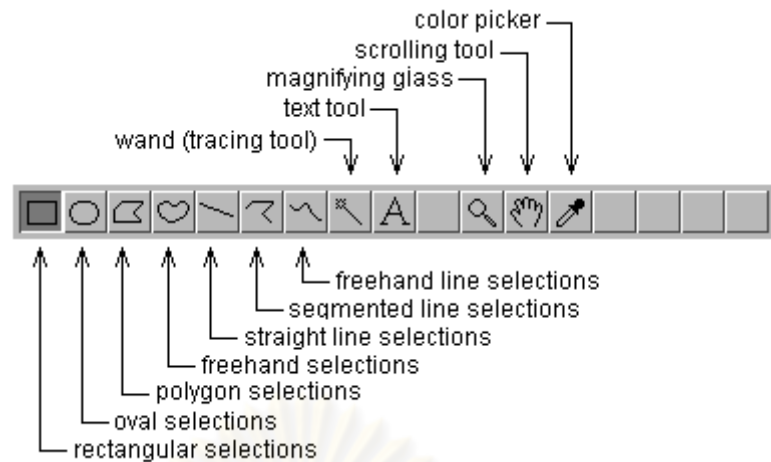 color picker
scrolling tool
magnifying glass
text tool
wand (tracing tool)
A
freehand line selections
segmented line selections
straight line selections
freehand selections
polygon selections
oval selections
rectangular selections